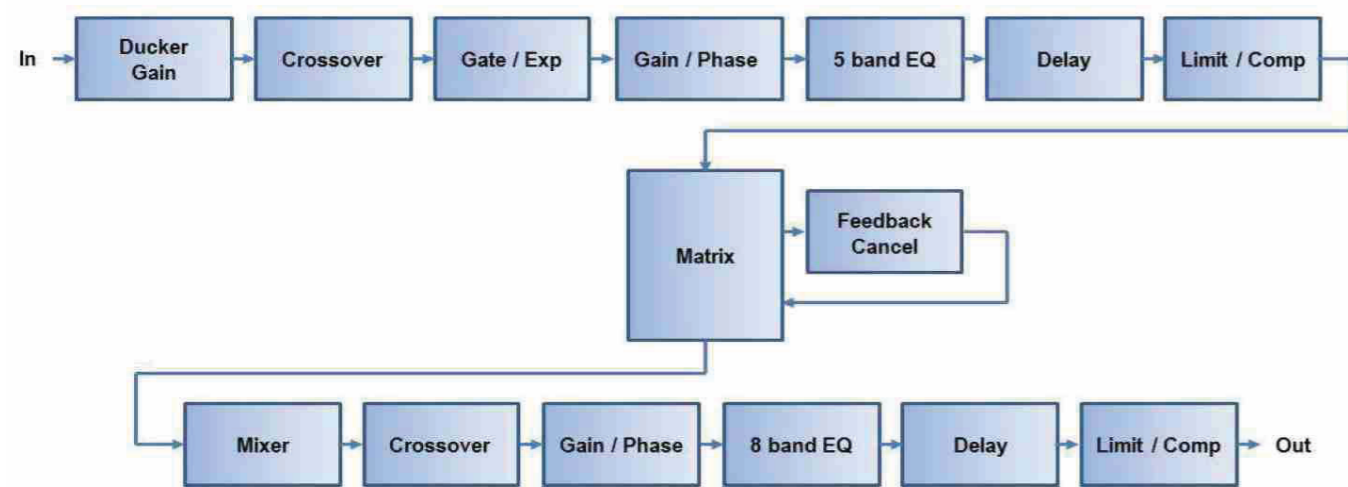 In
Ducker
Gain
Crossover
Gate / Exp
Gain / Phase
5 band EQ
Delay
Limit / Comp
Matrix
Feedback
Cancel
Mixer
Crossover
Gain / Phase
8 band EQ
Delay
Limit / Comp
Out